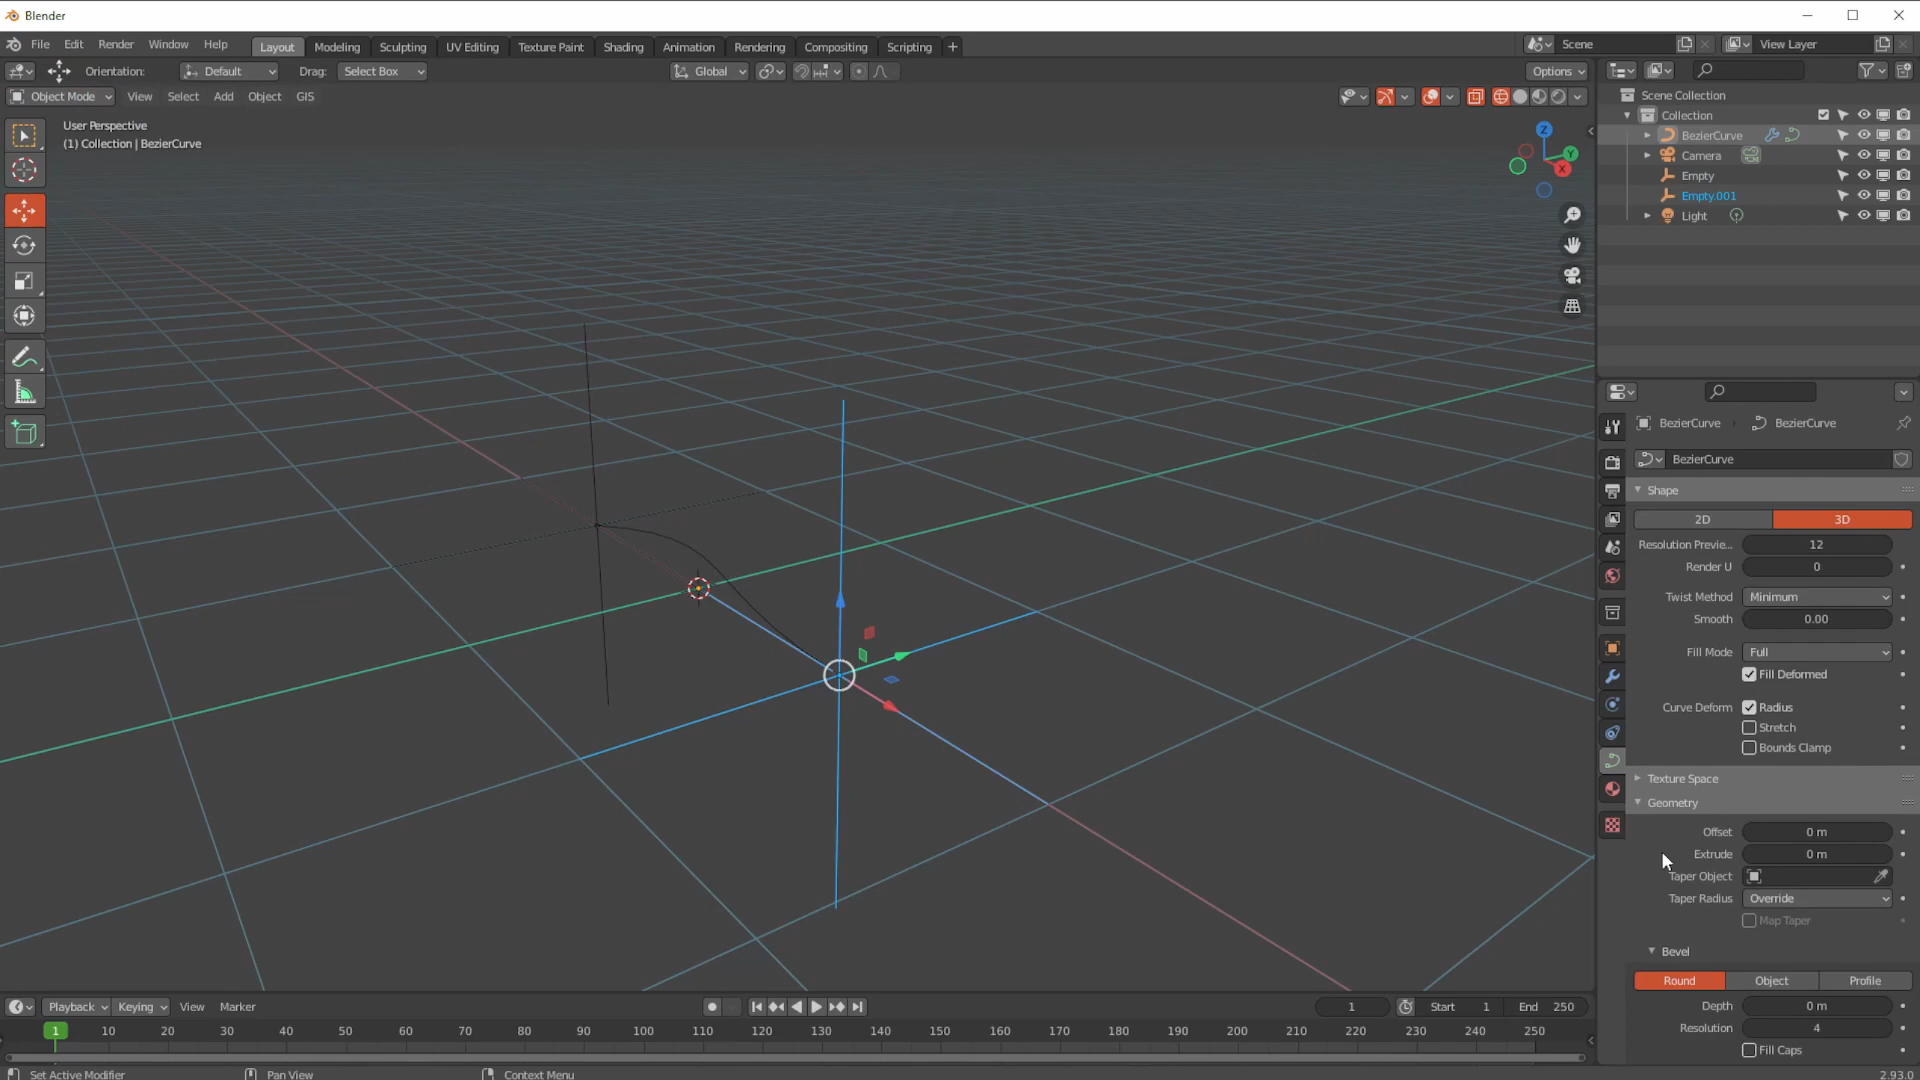 Blender
File Edit Render Window Help Layout Modeling Sculpting UV Editing Texture Paint Shading Animation Rendering Compositing Scripting + Scene View Layer
Orientation: Default Drag: Select Box Global Options
Object Mode View Select Add Object GIS
User Perspective
(1) Collection | BezierCurve
Z
Y
X
Scene Collection
Collection
BezierCurve
Camera
Empty
Empty.001
Light
BezierCurve BezierCurve
BezierCurve
Shape
2D 3D
Resolution Previe... 12
Render U 0
Twist Method Minimum
Smooth 0.00
Fill Mode Full
Fill Deformed
Curve Deform Radius
Stretch
Bounds Clamp
Texture Space
Geometry
Offset 0 m
Extrude 0 m
Taper Object
Taper Radius Override
Map Taper
Bevel
Round Object Profile
Depth 0 m
Resolution 4
Fill Caps
Playback Keying View Marker 1 Start 1 End 250
1 10 20 30 40 50 60 70 80 90 100 110 120 130 140 150 160 170 180 190 200 210 220 230 240 250
Set Active Modifier Pan View Context Menu 2.93.0